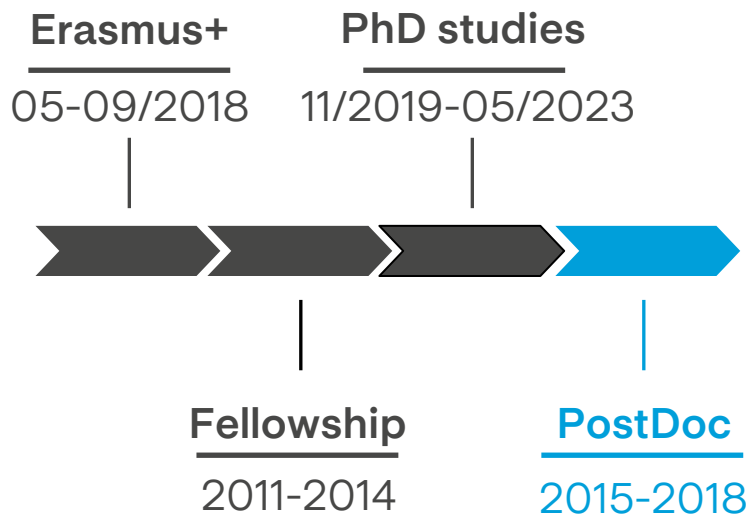 Erasmus+
05-09/2018
PhD studies
11/2019-05/2023
Fellowship
2011-2014
PostDoc
2015-2018